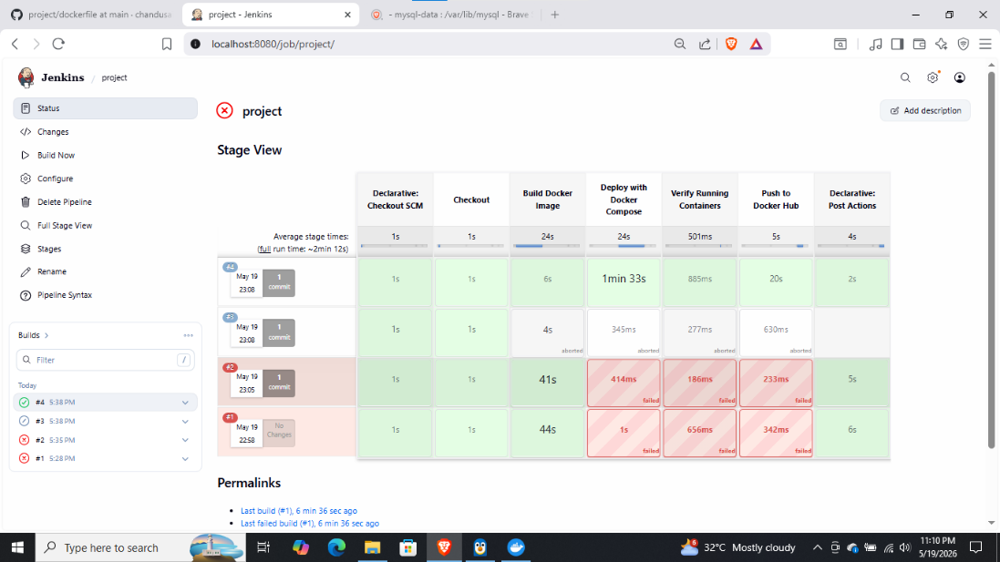 project/dockerfile at main · chandusa
project - Jenkins
- mysql-data : /var/lib/mysql - Brave
localhost:8080/job/project/
Jenkins / project
Status
Changes
Build Now
Configure
Delete Pipeline
Full Stage View
Stages
Rename
Pipeline Syntax
Builds
Filter /
Today
#4 5:38 PM
#3 5:38 PM
#2 5:35 PM
#1 5:28 PM
project
Add description
Stage View
Declarative: Checkout SCM
Checkout
Build Docker Image
Deploy with Docker Compose
Verify Running Containers
Push to Docker Hub
Declarative: Post Actions
Average stage times:
(full run time: ~2min 12s)
1s 1s 24s 24s 501ms 5s 4s
#4
May 19 23:08 1 commit
1s 1s 6s 1min 33s 885ms 20s 2s
#3
May 19 23:08 1 commit
1s 1s 4s aborted 345ms aborted 277ms aborted 630ms aborted
#2
May 19 23:05 1 commit
1s 1s 41s 414ms failed 186ms failed 233ms failed 5s
#1
May 19 22:58 No Changes
1s 1s 44s 1s failed 656ms failed 342ms failed 6s
Permalinks
Last build (#1), 6 min 36 sec ago
Last failed build (#1), 6 min 36 sec ago
Type here to search
6
32°C Mostly cloudy
11:10 PM
5/19/2026